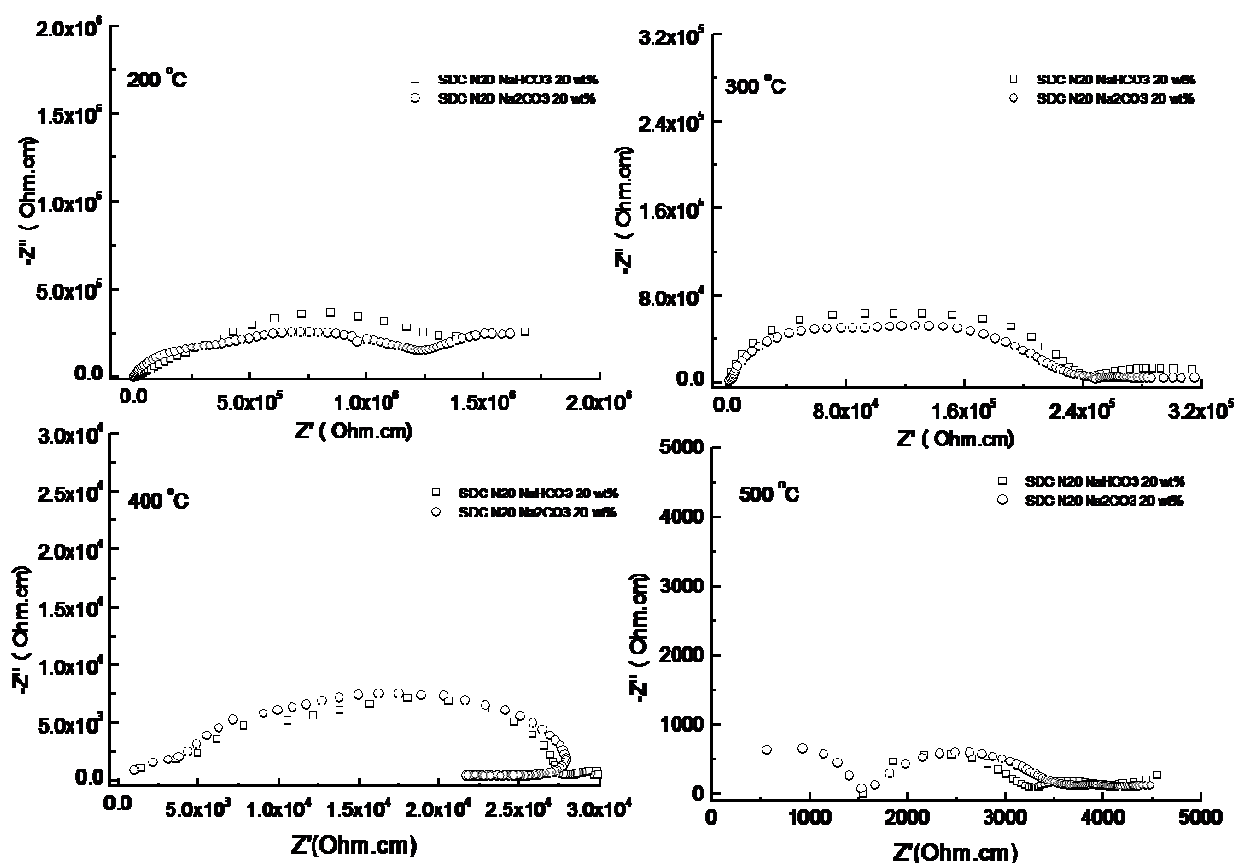 2.0x10⁶
1.5x10⁶
1.0x10⁶
5.0x10⁵
0.0
-Z'' ( Ohm.cm)
200 °C
SDC N20 NaHCO3 20 wt%
SDC N20 Na2CO3 20 wt%
0.0 5.0x10⁵ 1.0x10⁶ 1.5x10⁶ 2.0x10⁶
Z' ( Ohm.cm)
3.2x10⁵
2.4x10⁵
1.6x10⁵
8.0x10⁴
0.0
-Z'' ( Ohm.cm)
300 °C
SDC N20 NaHCO3 20 wt%
SDC N20 Na2CO3 20 wt%
0.0 8.0x10⁴ 1.6x10⁵ 2.4x10⁵ 3.2x10⁵
Z' ( Ohm.cm)
3.0x10⁴
2.5x10⁴
2.0x10⁴
1.5x10⁴
1.0x10⁴
5.0x10³
0.0
-Z'' ( Ohm.cm)
400 °C
SDC N20 NaHCO3 20 wt%
SDC N20 Na2CO3 20 wt%
0.0 5.0x10³ 1.0x10⁴ 1.5x10⁴ 2.0x10⁴ 2.5x10⁴ 3.0x10⁴
Z'(Ohm.cm)
5000
4000
3000
2000
1000
0
-Z'' ( Ohm.cm)
500 °C
SDC N20 NaHCO3 20 wt%
SDC N20 Na2CO3 20 wt%
0 1000 2000 3000 4000 5000
Z'(Ohm.cm)